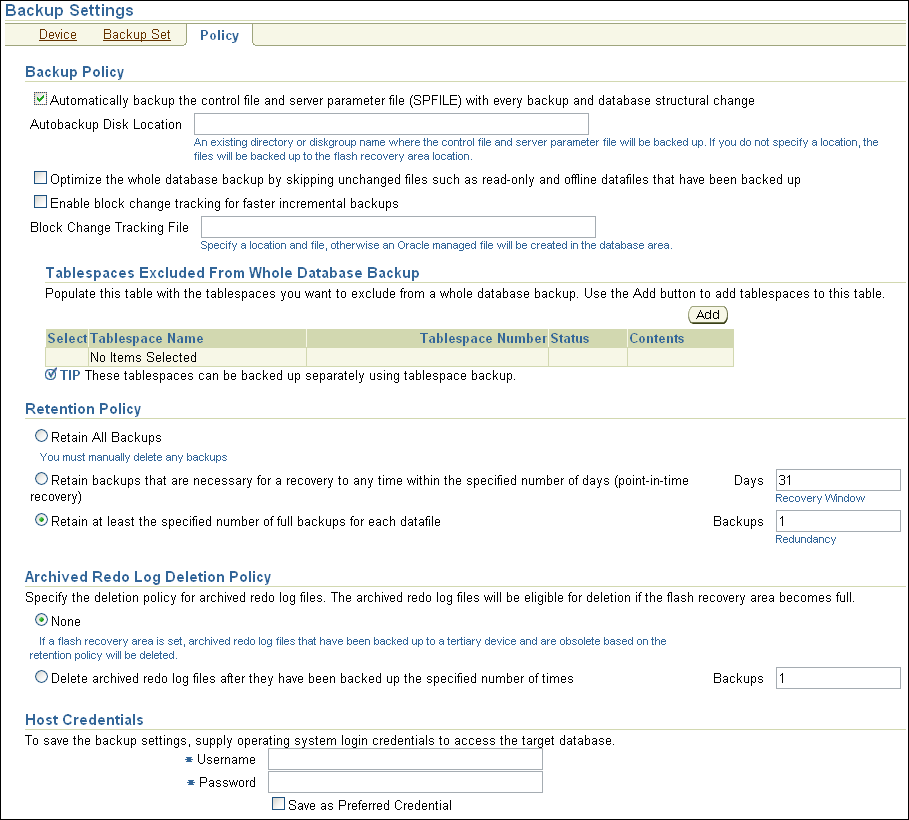 Backup Settings
Device Backup Set Policy
Backup Policy
Automatically backup the control file and server parameter file (SPFILE) with every backup and database structural change
Autobackup Disk Location
An existing directory or diskgroup name where the control file and server parameter file will be backed up. If you do not specify a location, the
files will be backed up to the flash recovery area location.
Optimize the whole database backup by skipping unchanged files such as read-only and offline datafiles that have been backed up
Enable block change tracking for faster incremental backups
Block Change Tracking File
Specify a location and file, otherwise an Oracle managed file will be created in the database area.
Tablespaces Excluded From Whole Database Backup
Populate this table with the tablespaces you want to exclude from a whole database backup. Use the Add button to add tablespaces to this table.
Add
Select Tablespace Name Tablespace Number Status Contents
No Items Selected
TIP These tablespaces can be backed up separately using tablespace backup.
Retention Policy
Retain All Backups
You must manually delete any backups
Retain backups that are necessary for a recovery to any time within the specified number of days (point-in-time Days 31
recovery) Recovery Window
Retain at least the specified number of full backups for each datafile Backups 1
Redundancy
Archived Redo Log Deletion Policy
Specify the deletion policy for archived redo log files. The archived redo log files will be eligible for deletion if the flash recovery area becomes full.
None
If a flash recovery area is set, archived redo log files that have been backed up to a tertiary device and are obsolete based on the
retention policy will be deleted.
Delete archived redo log files after they have been backed up the specified number of times Backups 1
Host Credentials
To save the backup settings, supply operating system login credentials to access the target database.
* Username
* Password
Save as Preferred Credential